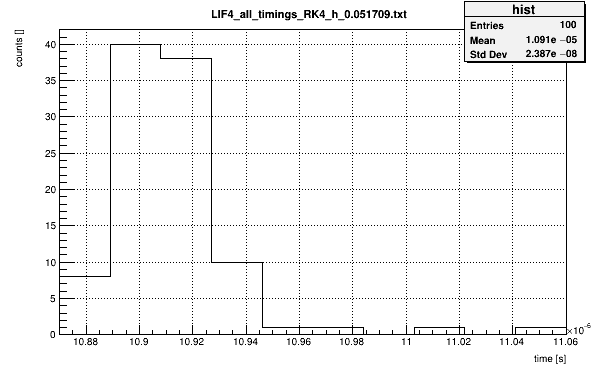 LIF4_all_timings_RK4_h_0.051709.txt
hist
Entries 100
Mean 1.091e −05
Std Dev 2.387e −08
counts []
40
35
30
25
20
15
10
5
0
10.88 10.9 10.92 10.94 10.96 10.98 11 11.02 11.04 11.06
×10−6
time [s]